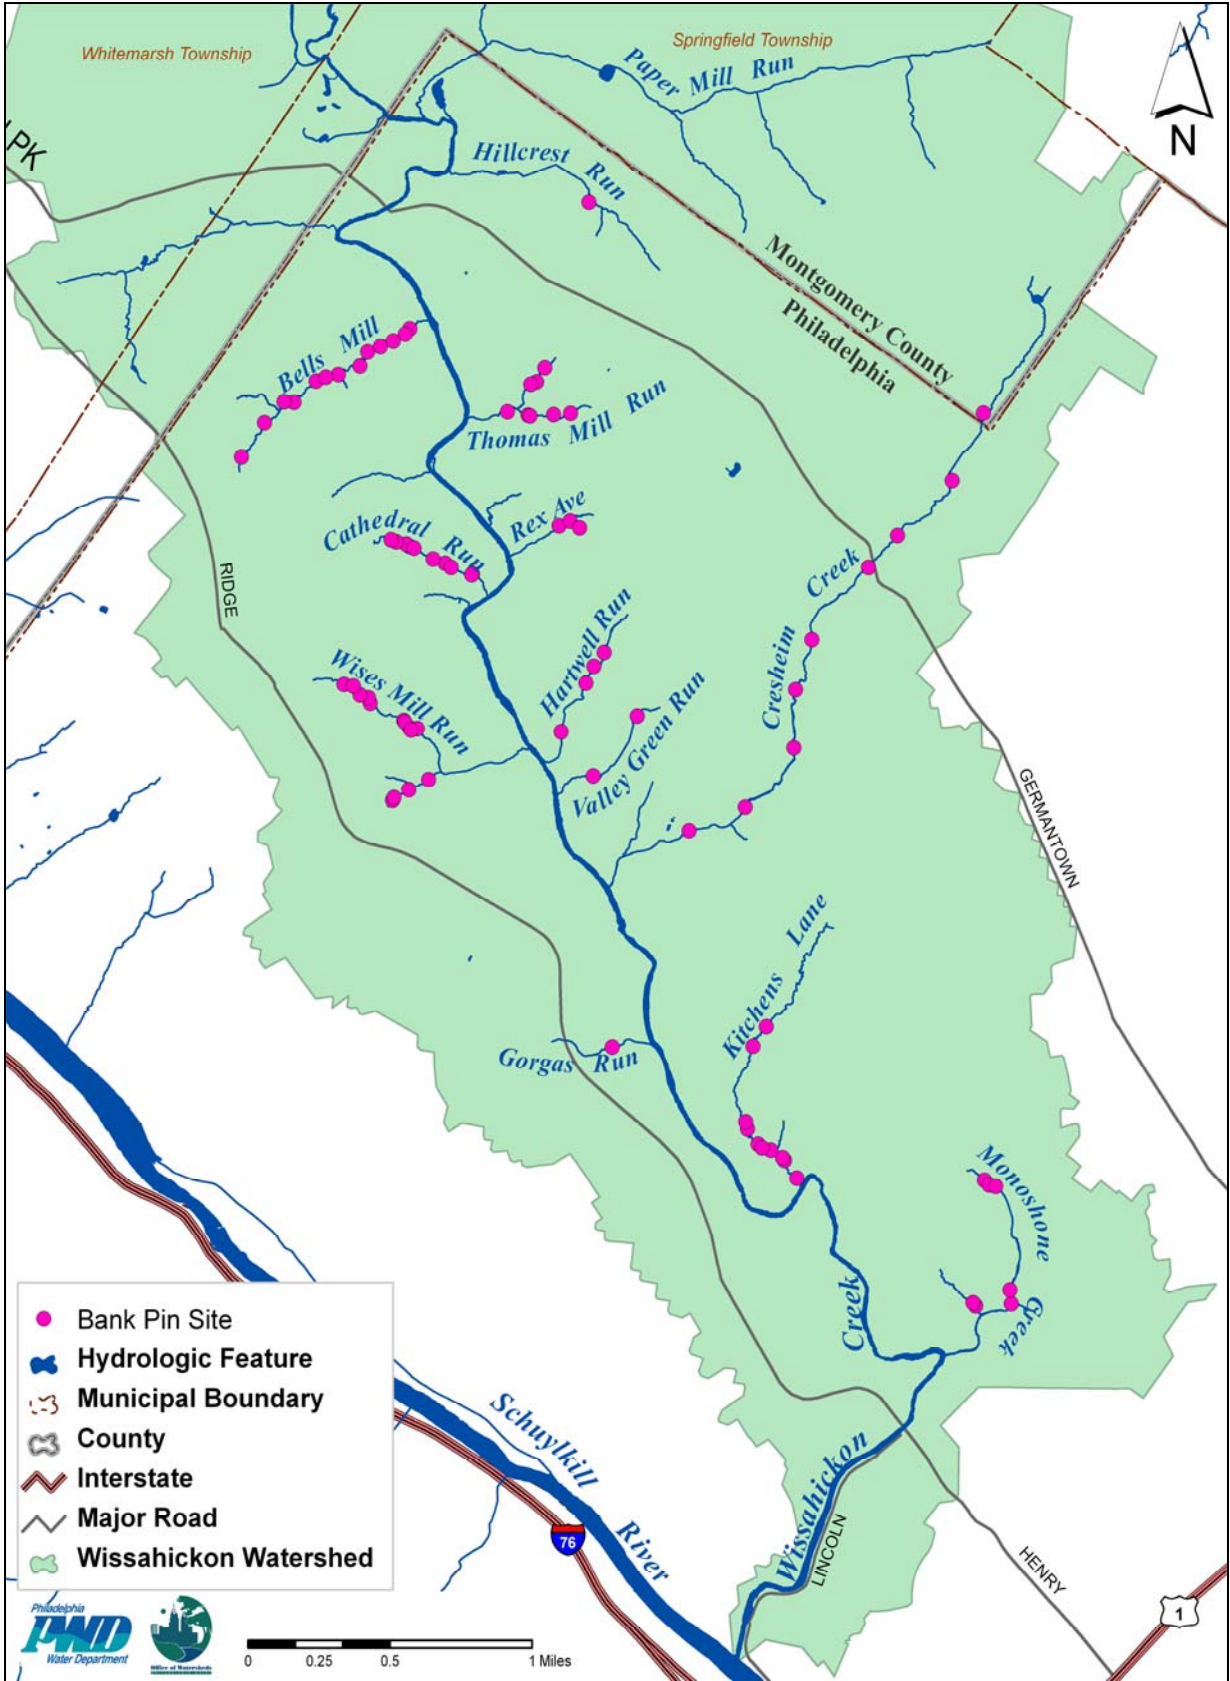 Whitemarsh Township
Springfield Township
Paper Mill Run
N
PK
Hillcrest Run
Montgomery County
Philadelphia
Bells Mill
Thomas Mill Run
Rex Ave
Cathedral Run
Creek
Cresheim
RIDGE
Hartwell Run
Wises Mill Run
Valley Green Run
GERMANTOWN
Kitchens Lane
Gorgas Run
Monoshone
Creek
Creek
Wissahickon
LINCOLN
HENRY
Schuylkill
River
76
1
Bank Pin Site
Hydrologic Feature
Municipal Boundary
County
Interstate
Major Road
Wissahickon Watershed
Philadelphia
PWD
Water Department
Office of Watersheds
0 0.25 0.5 1 Miles